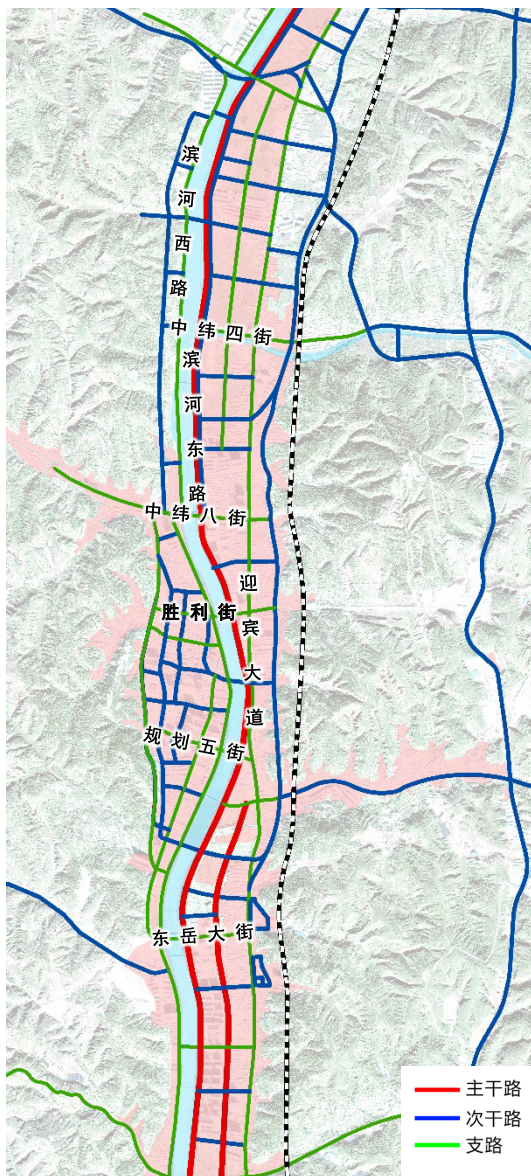 滨河西路
中纬四街
滨河东路
中纬八街
迎宾大道
胜利街
规划五街
东岳大街
主干路
次干路
支路